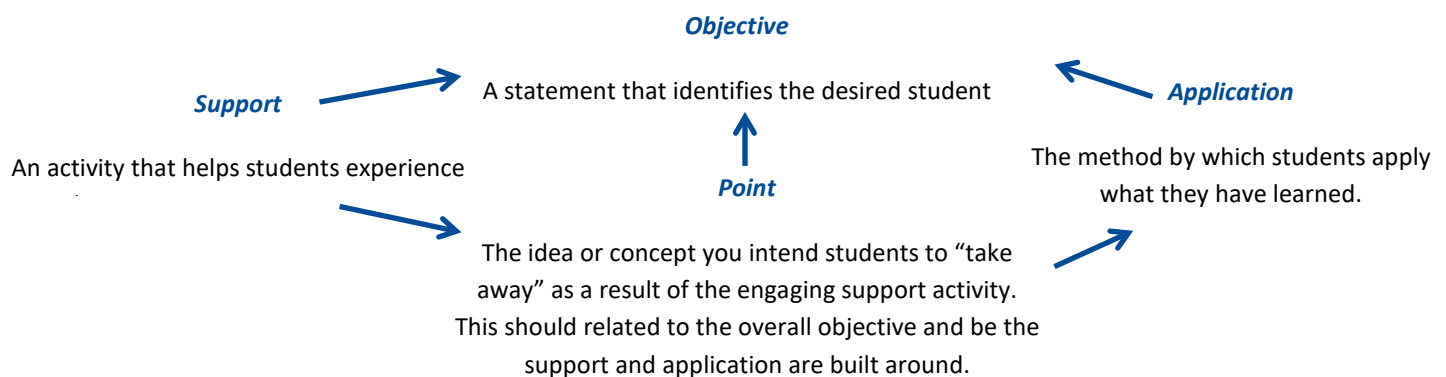 Objective
A statement that identifies the desired student
Support
An activity that helps students experience
Application
The method by which students apply
what they have learned.
Point
The idea or concept you intend students to “take
away” as a result of the engaging support activity.
This should related to the overall objective and be the
support and application are built around.